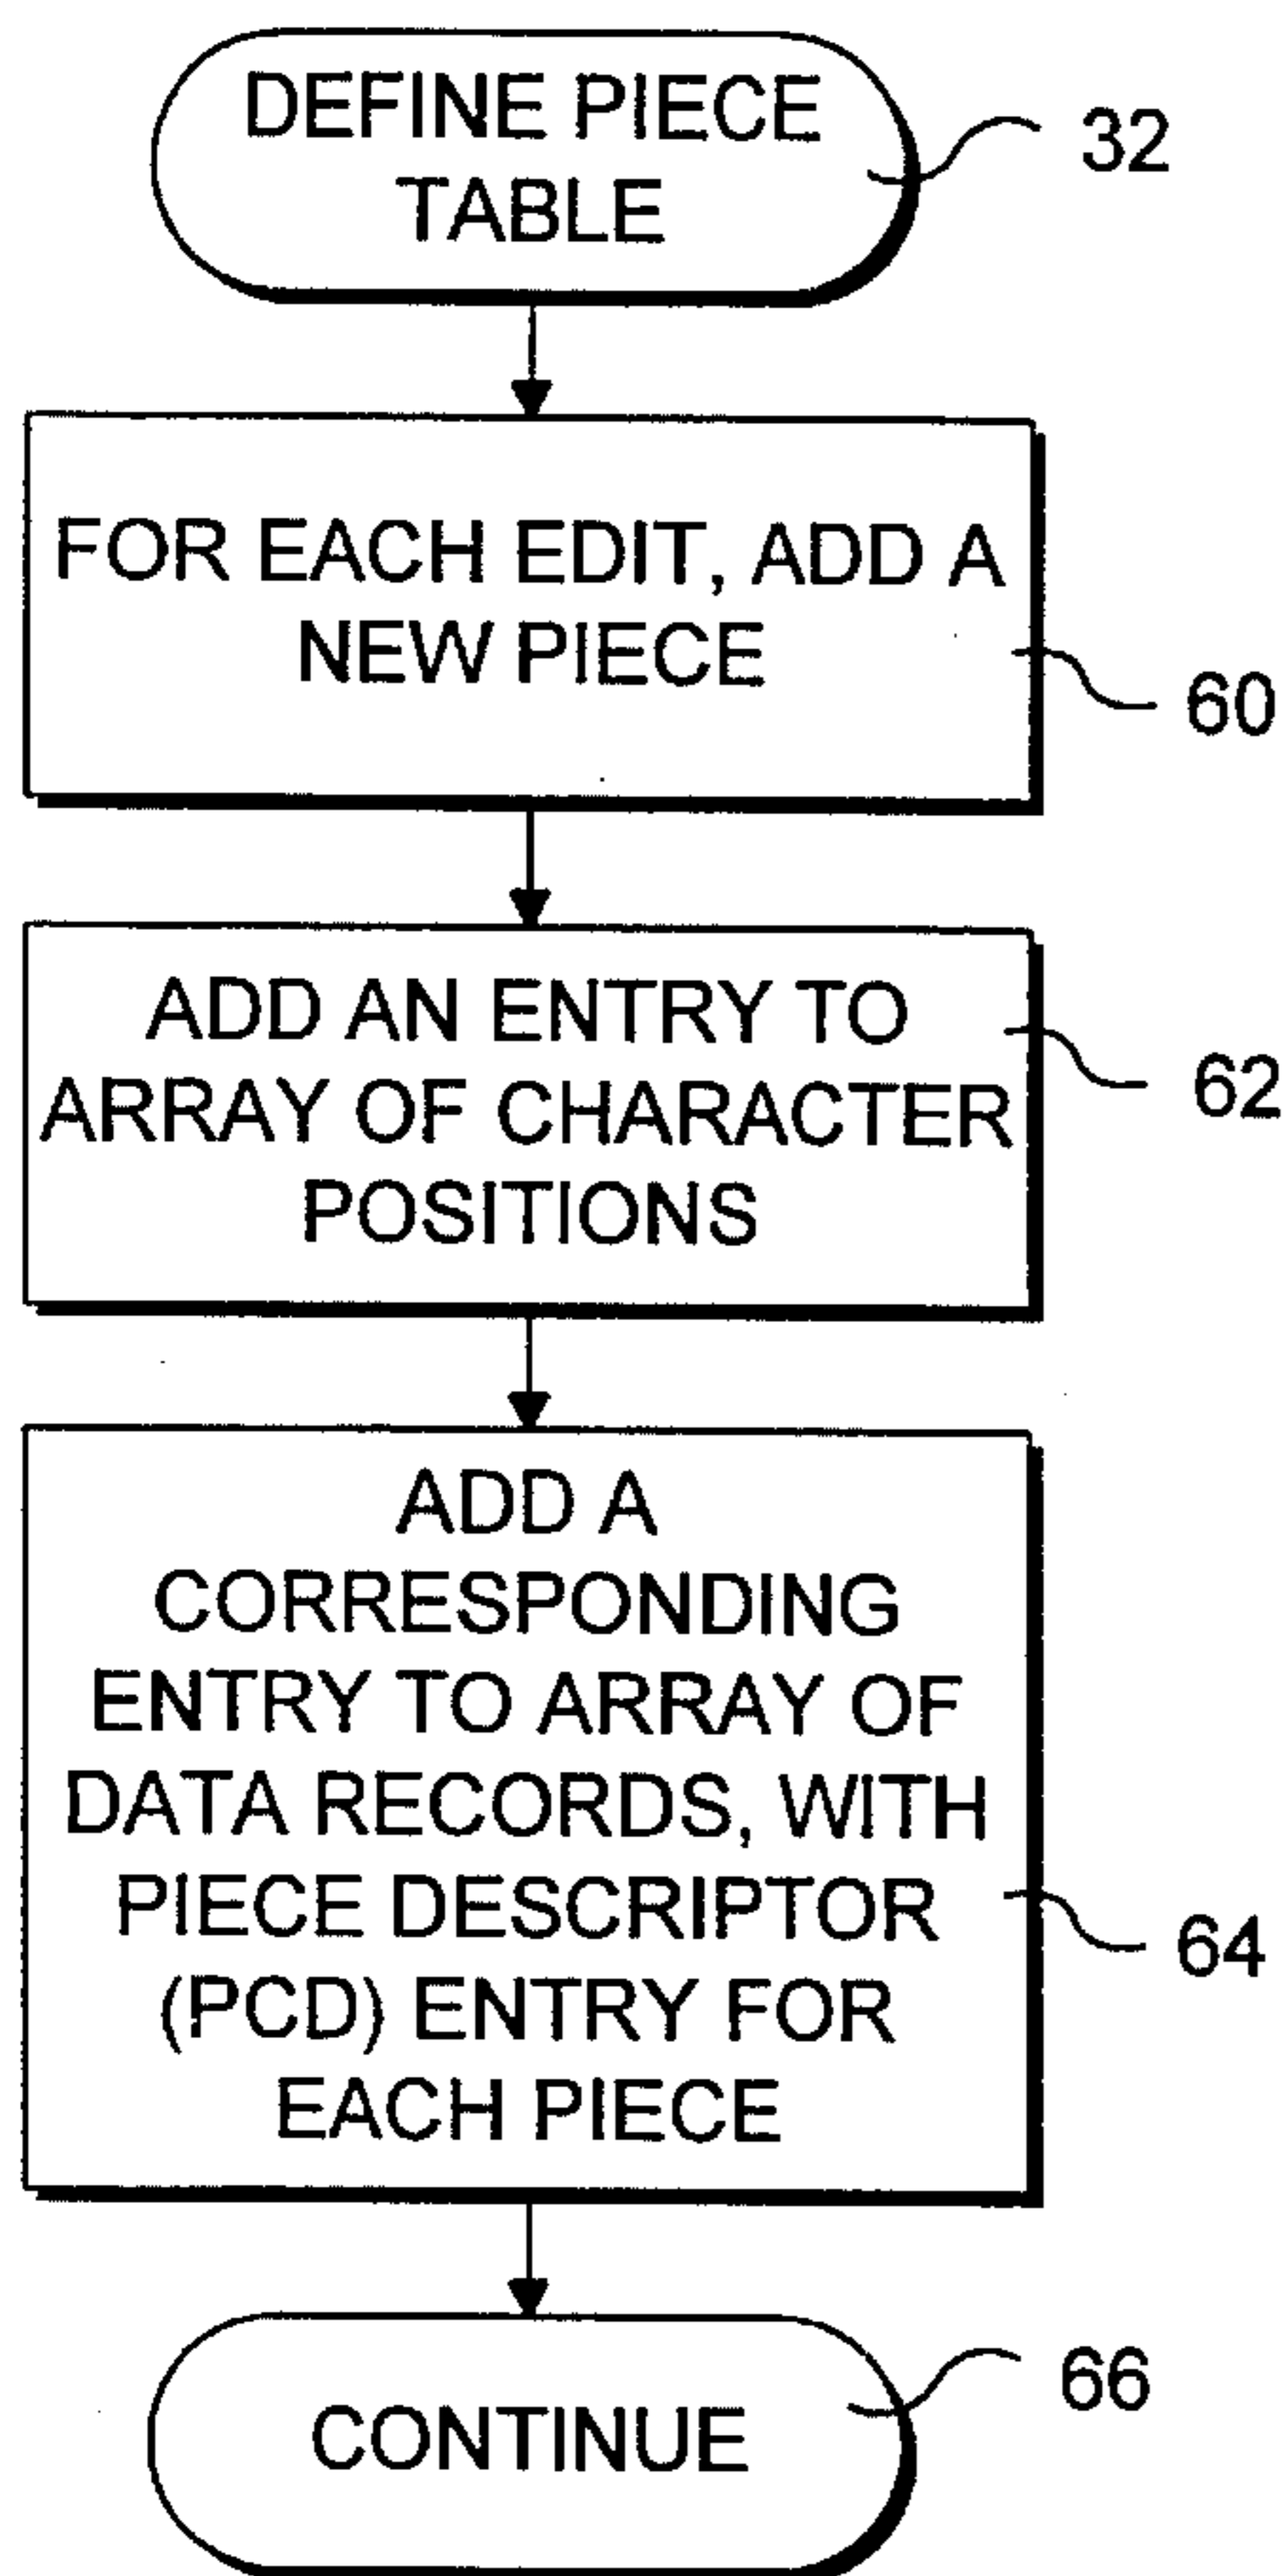 DEFINE PIECE
TABLE
32
FOR EACH EDIT, ADD A
NEW PIECE
60
ADD AN ENTRY TO
ARRAY OF CHARACTER
POSITIONS
62
ADD A
CORRESPONDING
ENTRY TO ARRAY OF
DATA RECORDS, WITH
PIECE DESCRIPTOR
(PCD) ENTRY FOR
EACH PIECE
64
CONTINUE
66